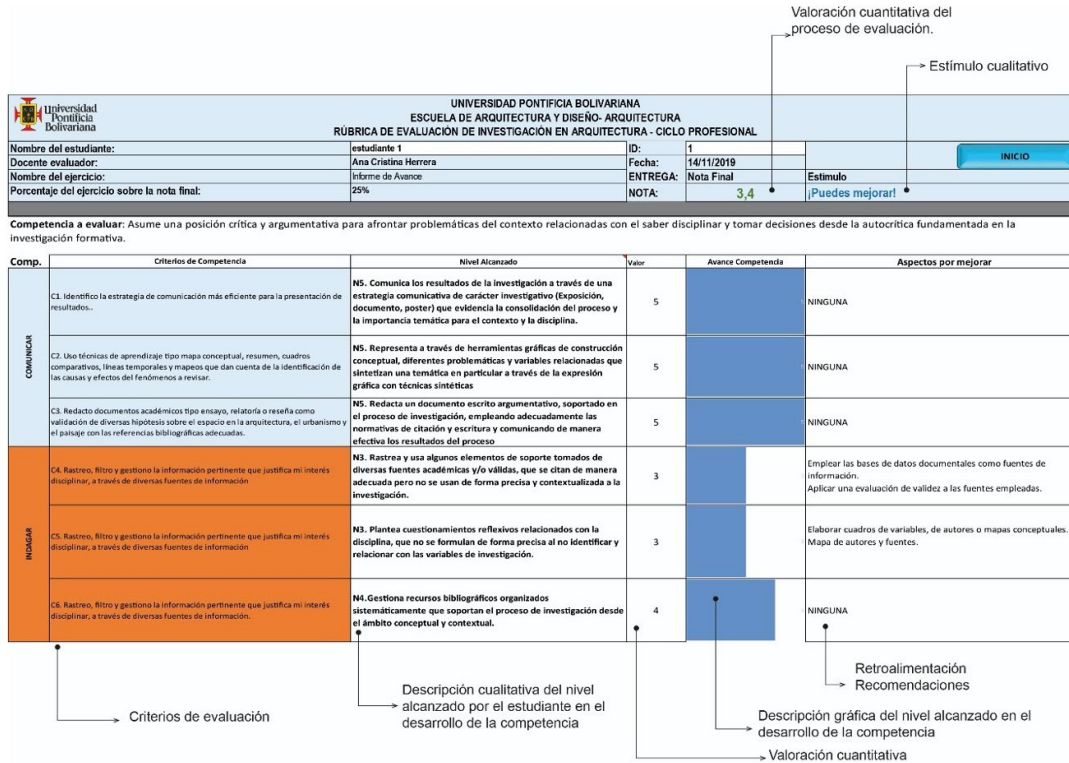 Valoración cuantitativa del
proceso de evaluación.
Estímulo cualitativo
Universidad
Pontificia
Bolivariana
UNIVERSIDAD PONTIFICIA BOLIVARIANA
ESCUELA DE ARQUITECTURA Y DISEÑO- ARQUITECTURA
RÚBRICA DE EVALUACIÓN DE INVESTIGACIÓN EN ARQUITECTURA - CICLO PROFESIONAL
Nombre del estudiante: estudiante 1 ID: 1
INICIO
Docente evaluador: Ana Cristina Herrera Fecha: 14/11/2019
Nombre del ejercicio: Informe de Avance ENTREGA: Nota Final Estimulo
Porcentaje del ejercicio sobre la nota final: 25% NOTA: 3,4 ¡Puedes mejorar!
Competencia a evaluar: Asume una posición crítica y argumentativa para afrontar problemáticas del contexto relacionadas con el saber disciplinar y tomar decisiones desde la autocrítica fundamentada en la
investigación formativa.
Comp. Criterios de Competencia Nivel Alcanzado Valor Avance Competencia Aspectos por mejorar
COMUNICAR
C1. Identifico la estrategia de comunicación más eficiente para la presentación de
resultados..
N5. Comunica los resultados de la investigación a través de una
estrategia comunicativa de carácter investigativo (Exposición,
documento, poster) que evidencia la consolidación del proceso y
la importancia temática para el contexto y la disciplina.
5
NINGUNA
C2. Uso técnicas de aprendizaje tipo mapa conceptual, resumen, cuadros
comparativos, líneas temporales y mapeos que dan cuenta de la identificación de
las causas y efectos del fenómenos a revisar.
N5. Representa a través de herramientas gráficas de construcción
conceptual, diferentes problemáticas y variables relacionadas que
sintetizan una temática en particular a través de la expresión
gráfica con técnicas sintéticas
5
NINGUNA
C3. Redacto documentos académicos tipo ensayo, relatoría o reseña como
validación de diversas hipótesis sobre el espacio en la arquitectura, el urbanismo y
el paisaje con las referencias bibliográficas adecuadas.
N5. Redacta un documento escrito argumentativo, soportado en
el proceso de investigación, empleando adecuadamente las
normativas de citación y escritura y comunicando de manera
efectiva los resultados del proceso
5
NINGUNA
INDAGAR
C4. Rastreo, filtro y gestiono la información pertinente que justifica mi interés
disciplinar, a través de diversas fuentes de información
N3. Rastrea y usa algunos elementos de soporte tomados de
diversas fuentes académicas y/o válidas, que se citan de manera
adecuada pero no se usan de forma precisa y contextualizada a la
investigación.
3
Emplear las bases de datos documentales como fuentes de
información.
Aplicar una evaluación de validez a las fuentes empleadas.
C5. Rastreo, filtro y gestiono la información pertinente que justifica mi interés
disciplinar, a través de diversas fuentes de información
N3. Plantea cuestionamientos reflexivos relacionados con la
disciplina, que no se formulan de forma precisa al no identificar y
relacionar con las variables de investigación.
3
Elaborar cuadros de variables, de autores o mapas conceptuales.
Mapa de autores y fuentes.
C6. Rastreo, filtro y gestiono la información pertinente que justifica mi interés
disciplinar, a través de diversas fuentes de información.
N4.Gestiona recursos bibliográficos organizados
sistemáticamente que soportan el proceso de investigación desde
el ámbito conceptual y contextual.
4
NINGUNA
Criterios de evaluación
Descripción cualitativa del nivel
alcanzado por el estudiante en el
desarrollo de la competencia
Retroalimentación
Recomendaciones
Descripción gráfica del nivel alcanzado en el
desarrollo de la competencia
Valoración cuantitativa